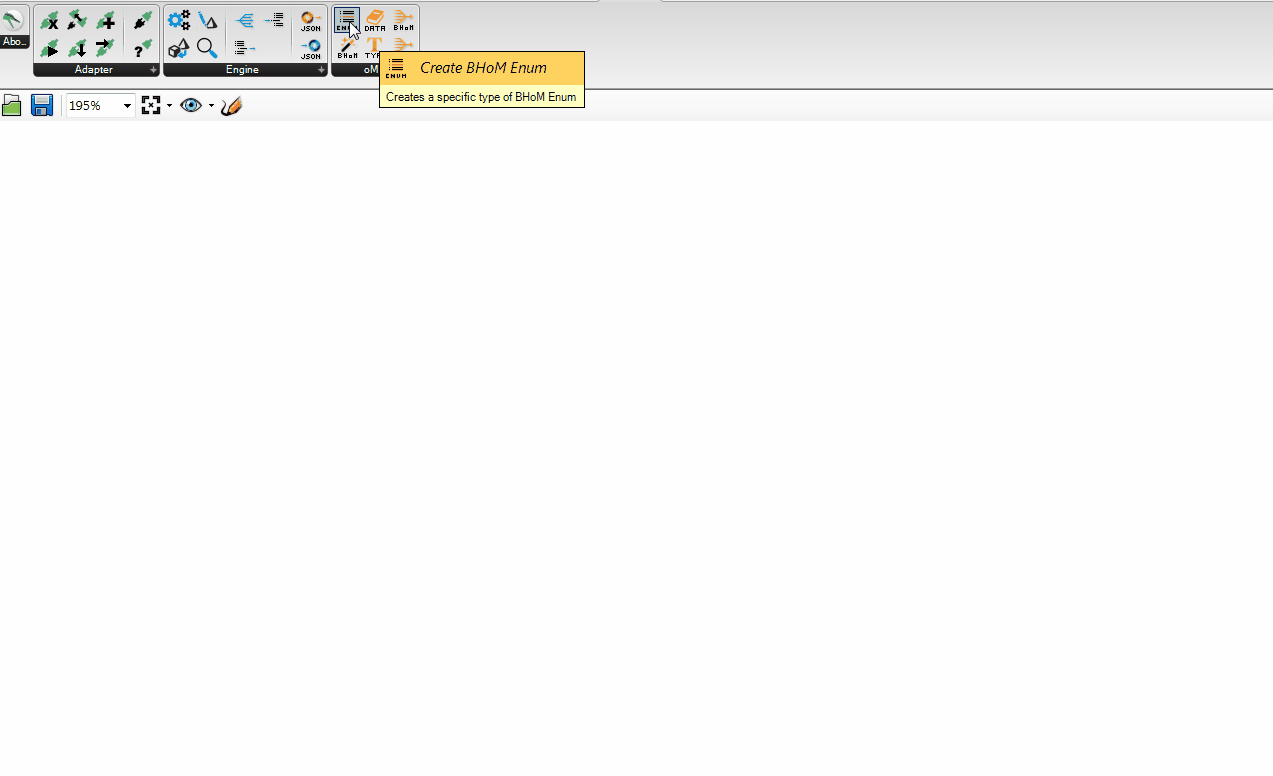 JSON
ENUM
DATA
BHoM
Abo...
JSON
BHoM
TY
Adapter
Engine
oM
ENUM
Create BHoM Enum
Creates a specific type of BHoM Enum
195%